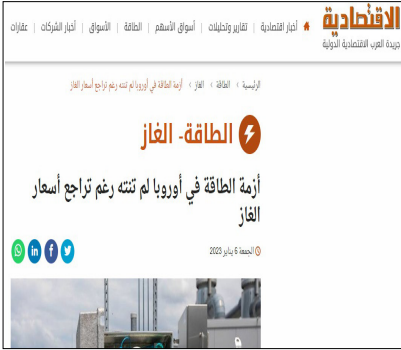 الاقتصادية
جريدة العرب الاقتصادية الدولية
أخبار اقتصادية | تقارير وتحليلات | أسواق الأسهم | الطاقة | الأسواق | أخبار الشركات | عقارات
الرئيسية › الطاقة › الغاز › أزمة الطاقة في أوروبا لم تنته رغم تراجع أسعار الغاز
الطاقة- الغاز
أزمة الطاقة في أوروبا لم تنته رغم تراجع أسعار
الغاز
الجمعة 6 يناير 2023